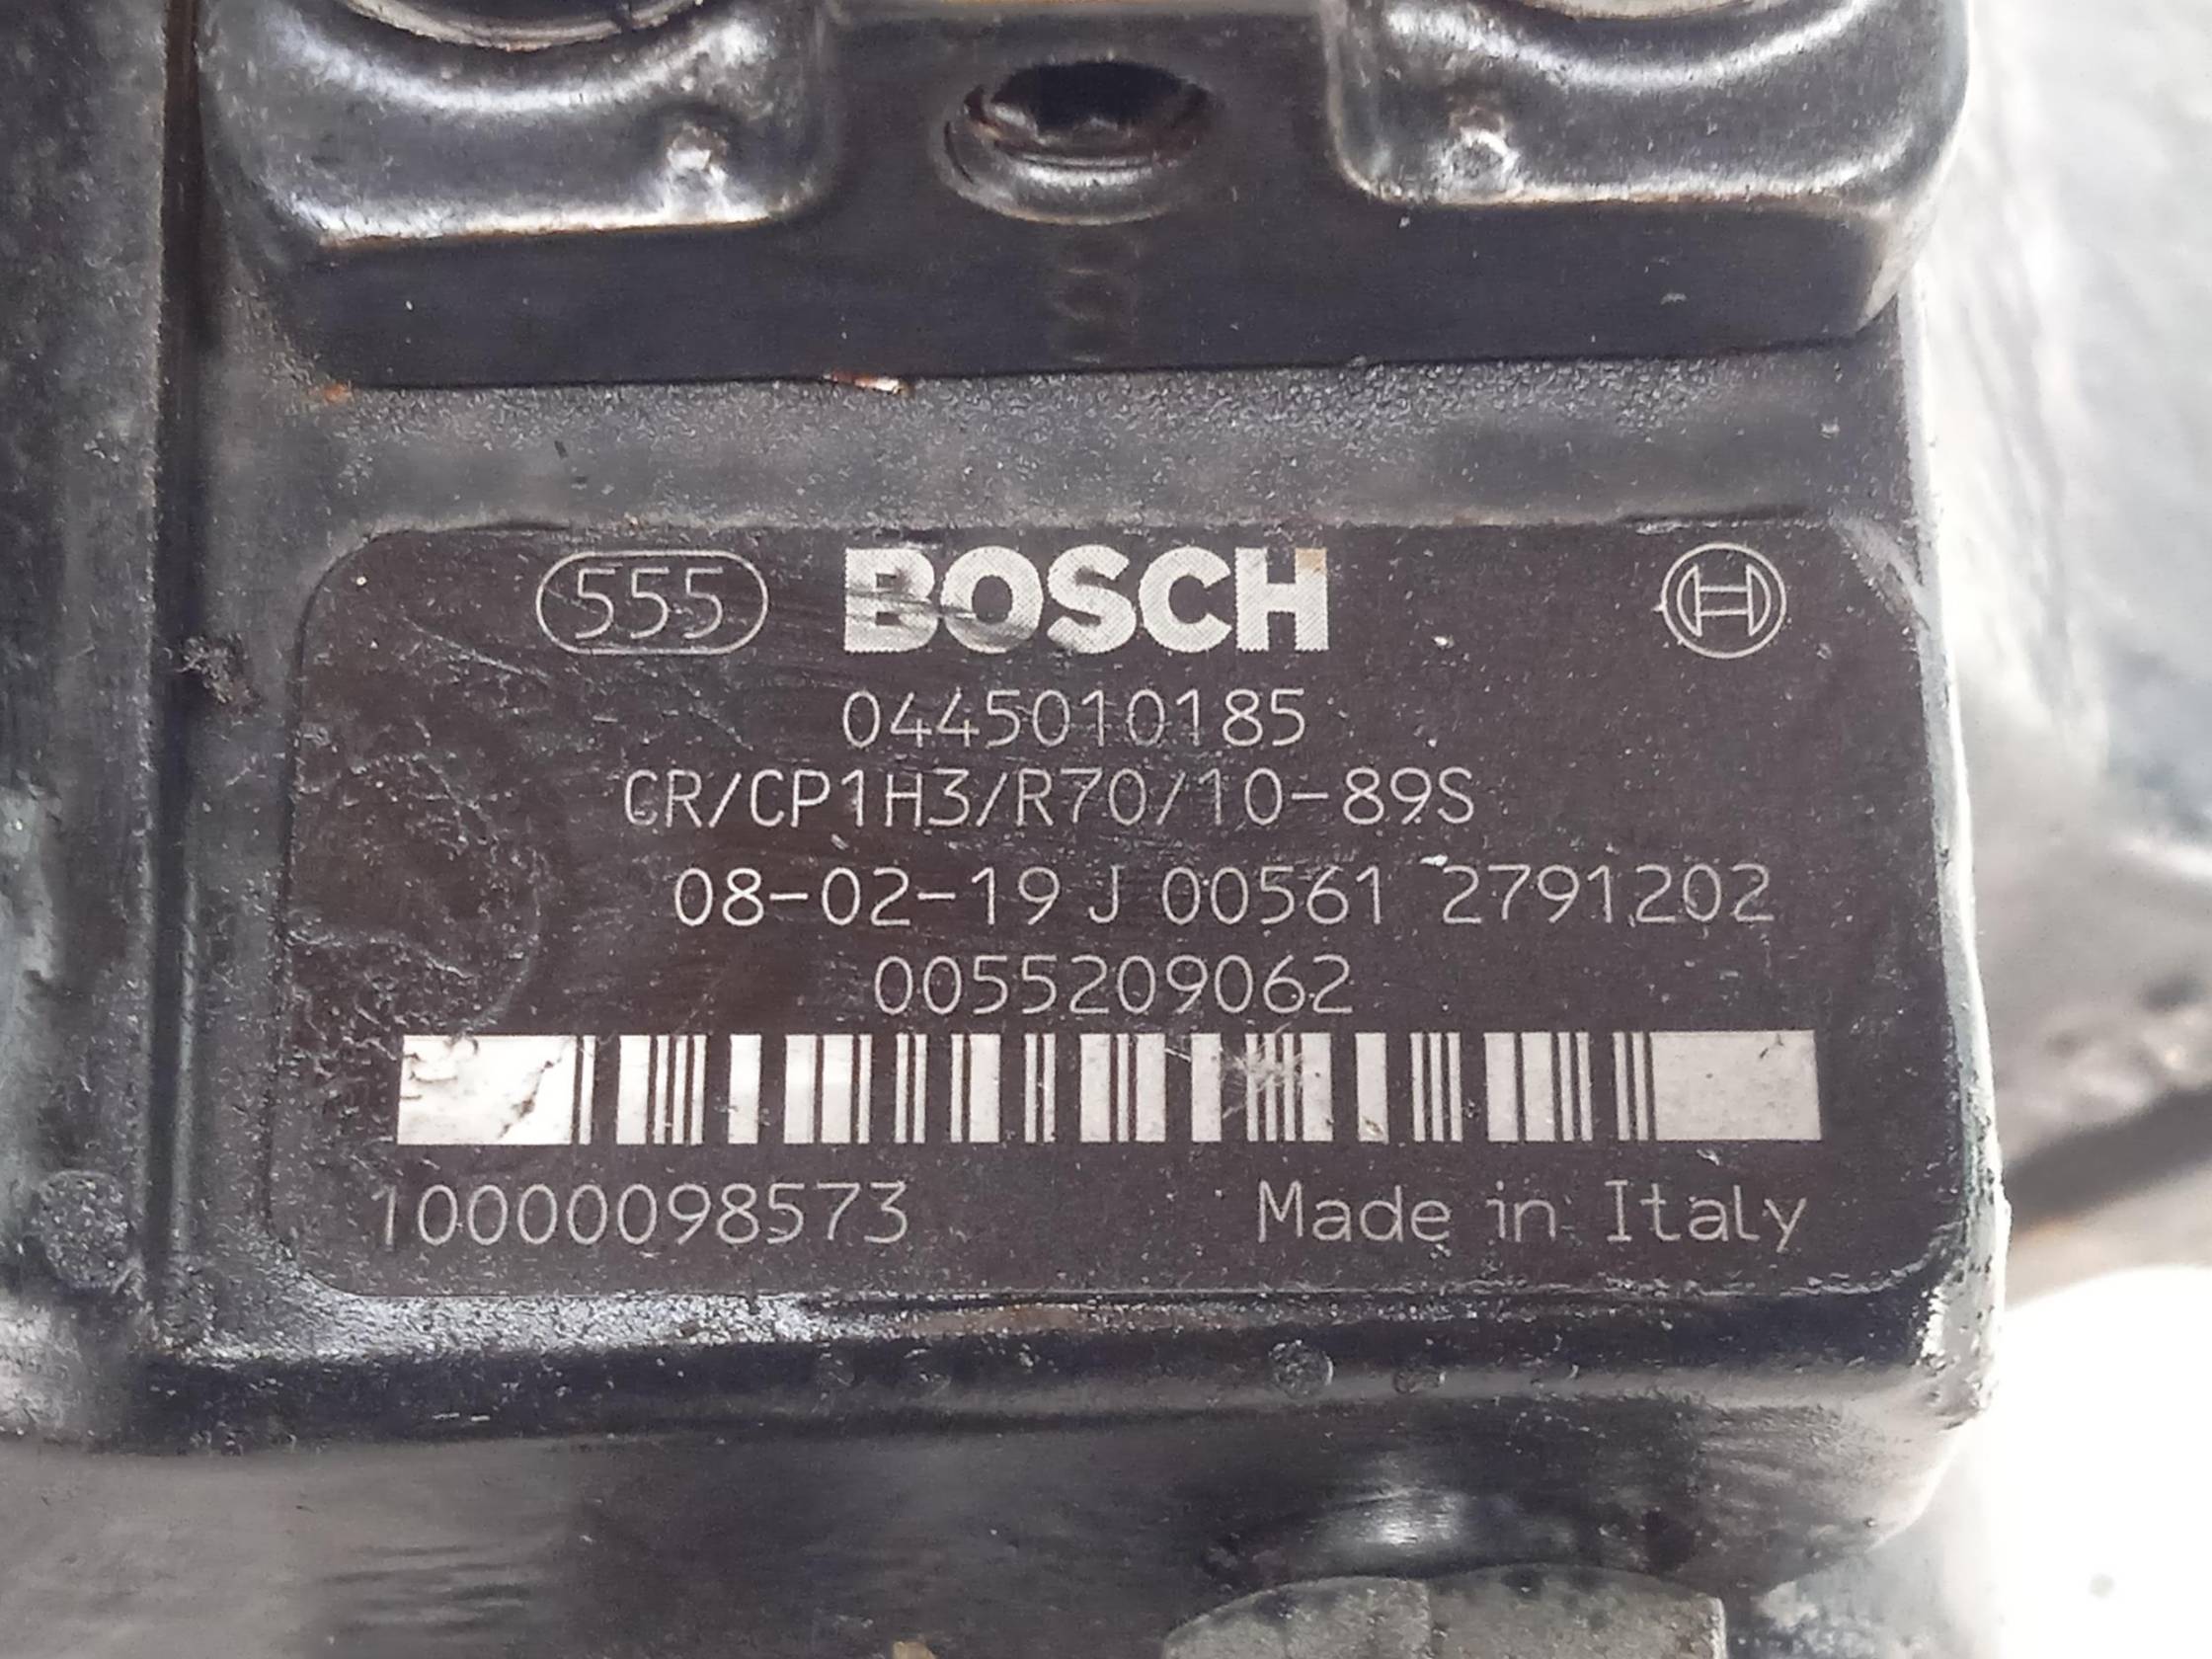 555 BOSCH
0445010185
CR/CP1H3/R70/10-89S
08-02-19 J 00561 2791202
0055209062
10000098573 Made in Italy